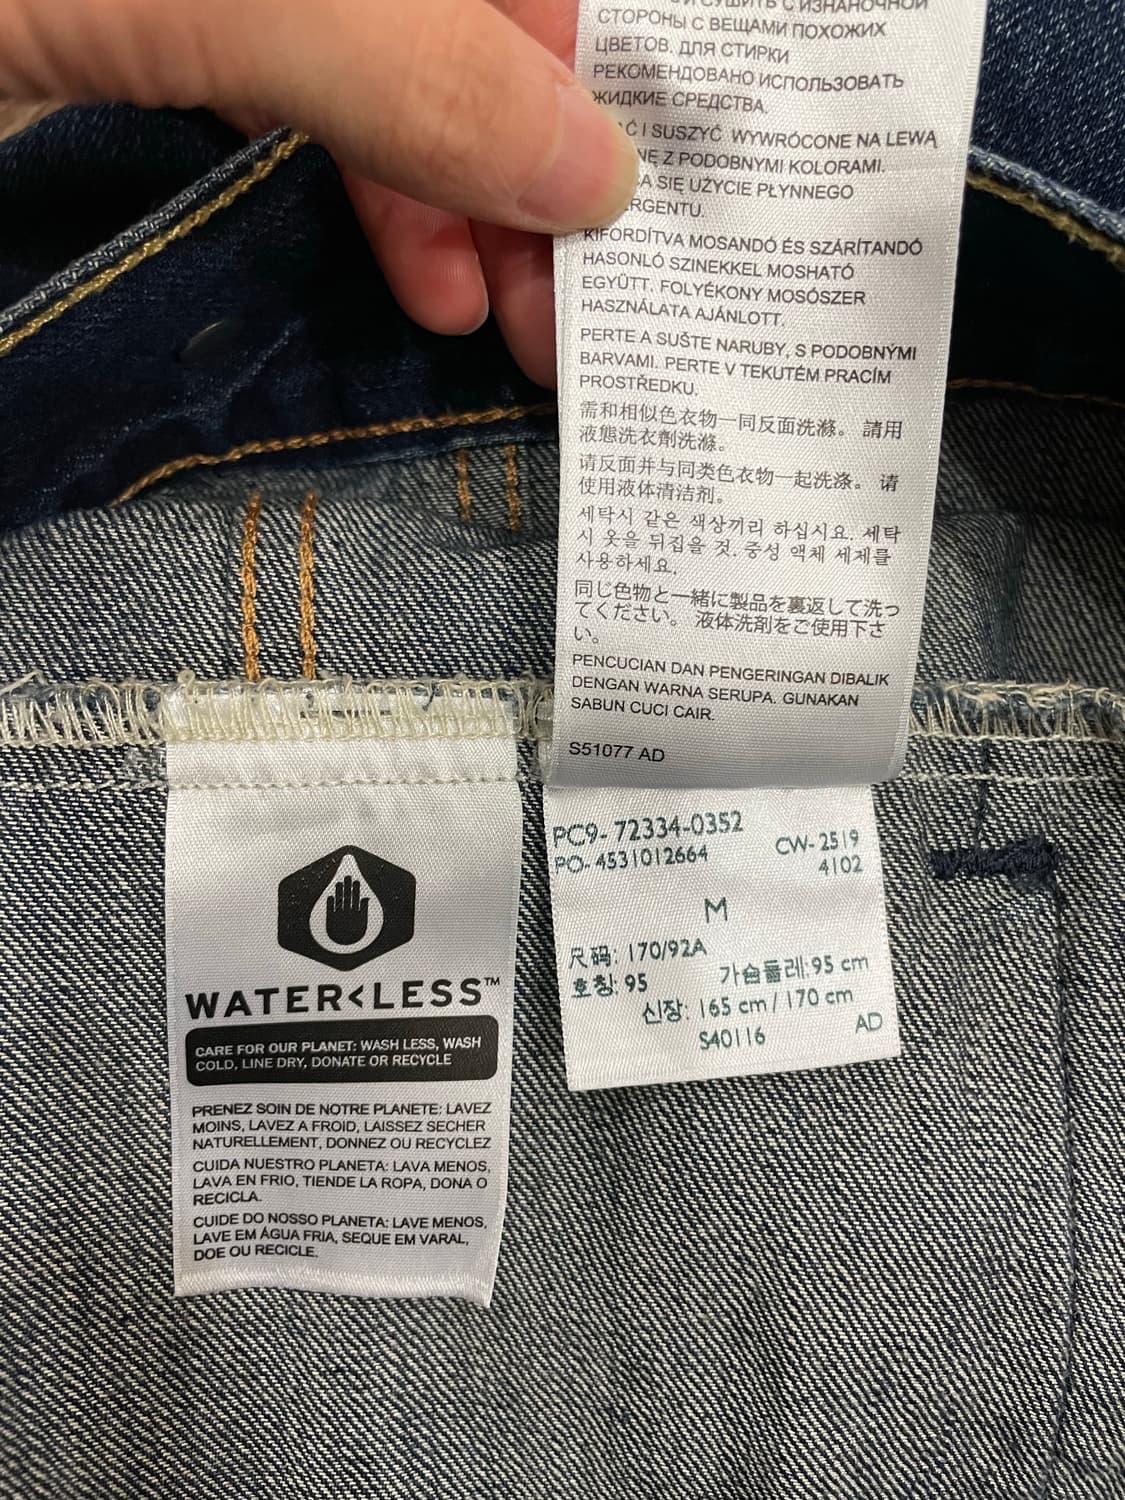 СУШИТЬ С ИЗНАНОЧНОЙ
СТОРОНЫ С ВЕЩАМИ ПОХОЖИХ
ЦВЕТОВ. ДЛЯ СТИРКИ
РЕКОМЕНДОВАНО ИСПОЛЬЗОВАТЬ
ЖИДКИЕ СРЕДСТВА.
I SUSZYĆ WYWRÓCONE NA LEWĄ
Z PODOBNYMI KOLORAMI.
SIĘ UŻYCIE PŁYNNEGO
KIFORDÍTVA MOSANDÓ ÉS SZÁRÍTANDÓ
HASONLÓ SZINEKKEL MOSHATÓ
EGYÜTT. FOLYÉKONY MOSÓSZER
HASZNÁLATA AJÁNLOTT.
PERTE A SUŠTE NARUBY, S PODOBNÝMI
BARVAMI. PERTE V TEKUTÉM PRACÍM
PROSTŘEDKU.
需和相似色衣物一同反面洗滌。 請用
液態洗衣劑洗滌。
请反面并与同类色衣物一起洗涤。 请
使用液体清洁剂。
세탁시 같은 색상끼리 하십시요. 세탁
시 옷을 뒤집을 것. 중성 액체 세제를
사용하세요.
同じ色物と一緒に製品を裏返して洗っ
てください。 液体洗剤をご使用下さ
い。
PENCUCIAN DAN PENGERINGAN DIBALIK
DENGAN WARNA SERUPA. GUNAKAN
SABUN CUCI CAIR.
S51077 AD
PC9-72334-0352
PO-4531012664
CW-2519
4102
M
尺码: 170/92A
호칭: 95 가슴둘레:95 cm
신장: 165 cm / 170 cm
S40116 AD
WATER<LESS™
CARE FOR OUR PLANET: WASH LESS, WASH
COLD, LINE DRY, DONATE OR RECYCLE
PRENEZ SOIN DE NOTRE PLANETE: LAVEZ
MOINS, LAVEZ A FROID, LAISSEZ SECHER
NATURELLEMENT, DONNEZ OU RECYCLEZ
CUIDA NUESTRO PLANETA: LAVA MENOS,
LAVA EN FRIO, TIENDE LA ROPA, DONA O
RECICLA.
CUIDE DO NOSSO PLANETA: LAVE MENOS,
LAVE EM ÁGUA FRIA, SEQUE EM VARAL,
DOE OU RECICLE.